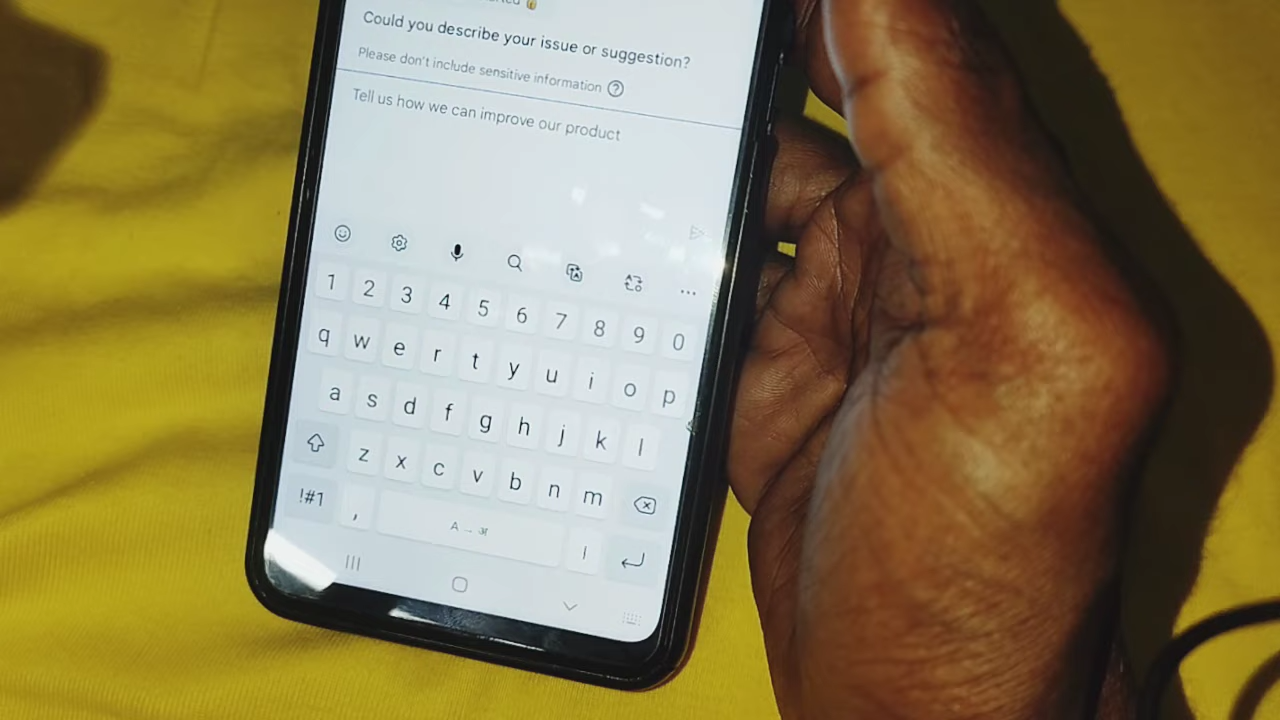 Could you describe your issue or suggestion?
Please don't include sensitive information ?
Tell us how we can improve our product
1 2 3 4 5 6 7 8 9 0
q w e r t y u i o p
a s d f g h j k l
z x c v b n m
!#1 , A अ |